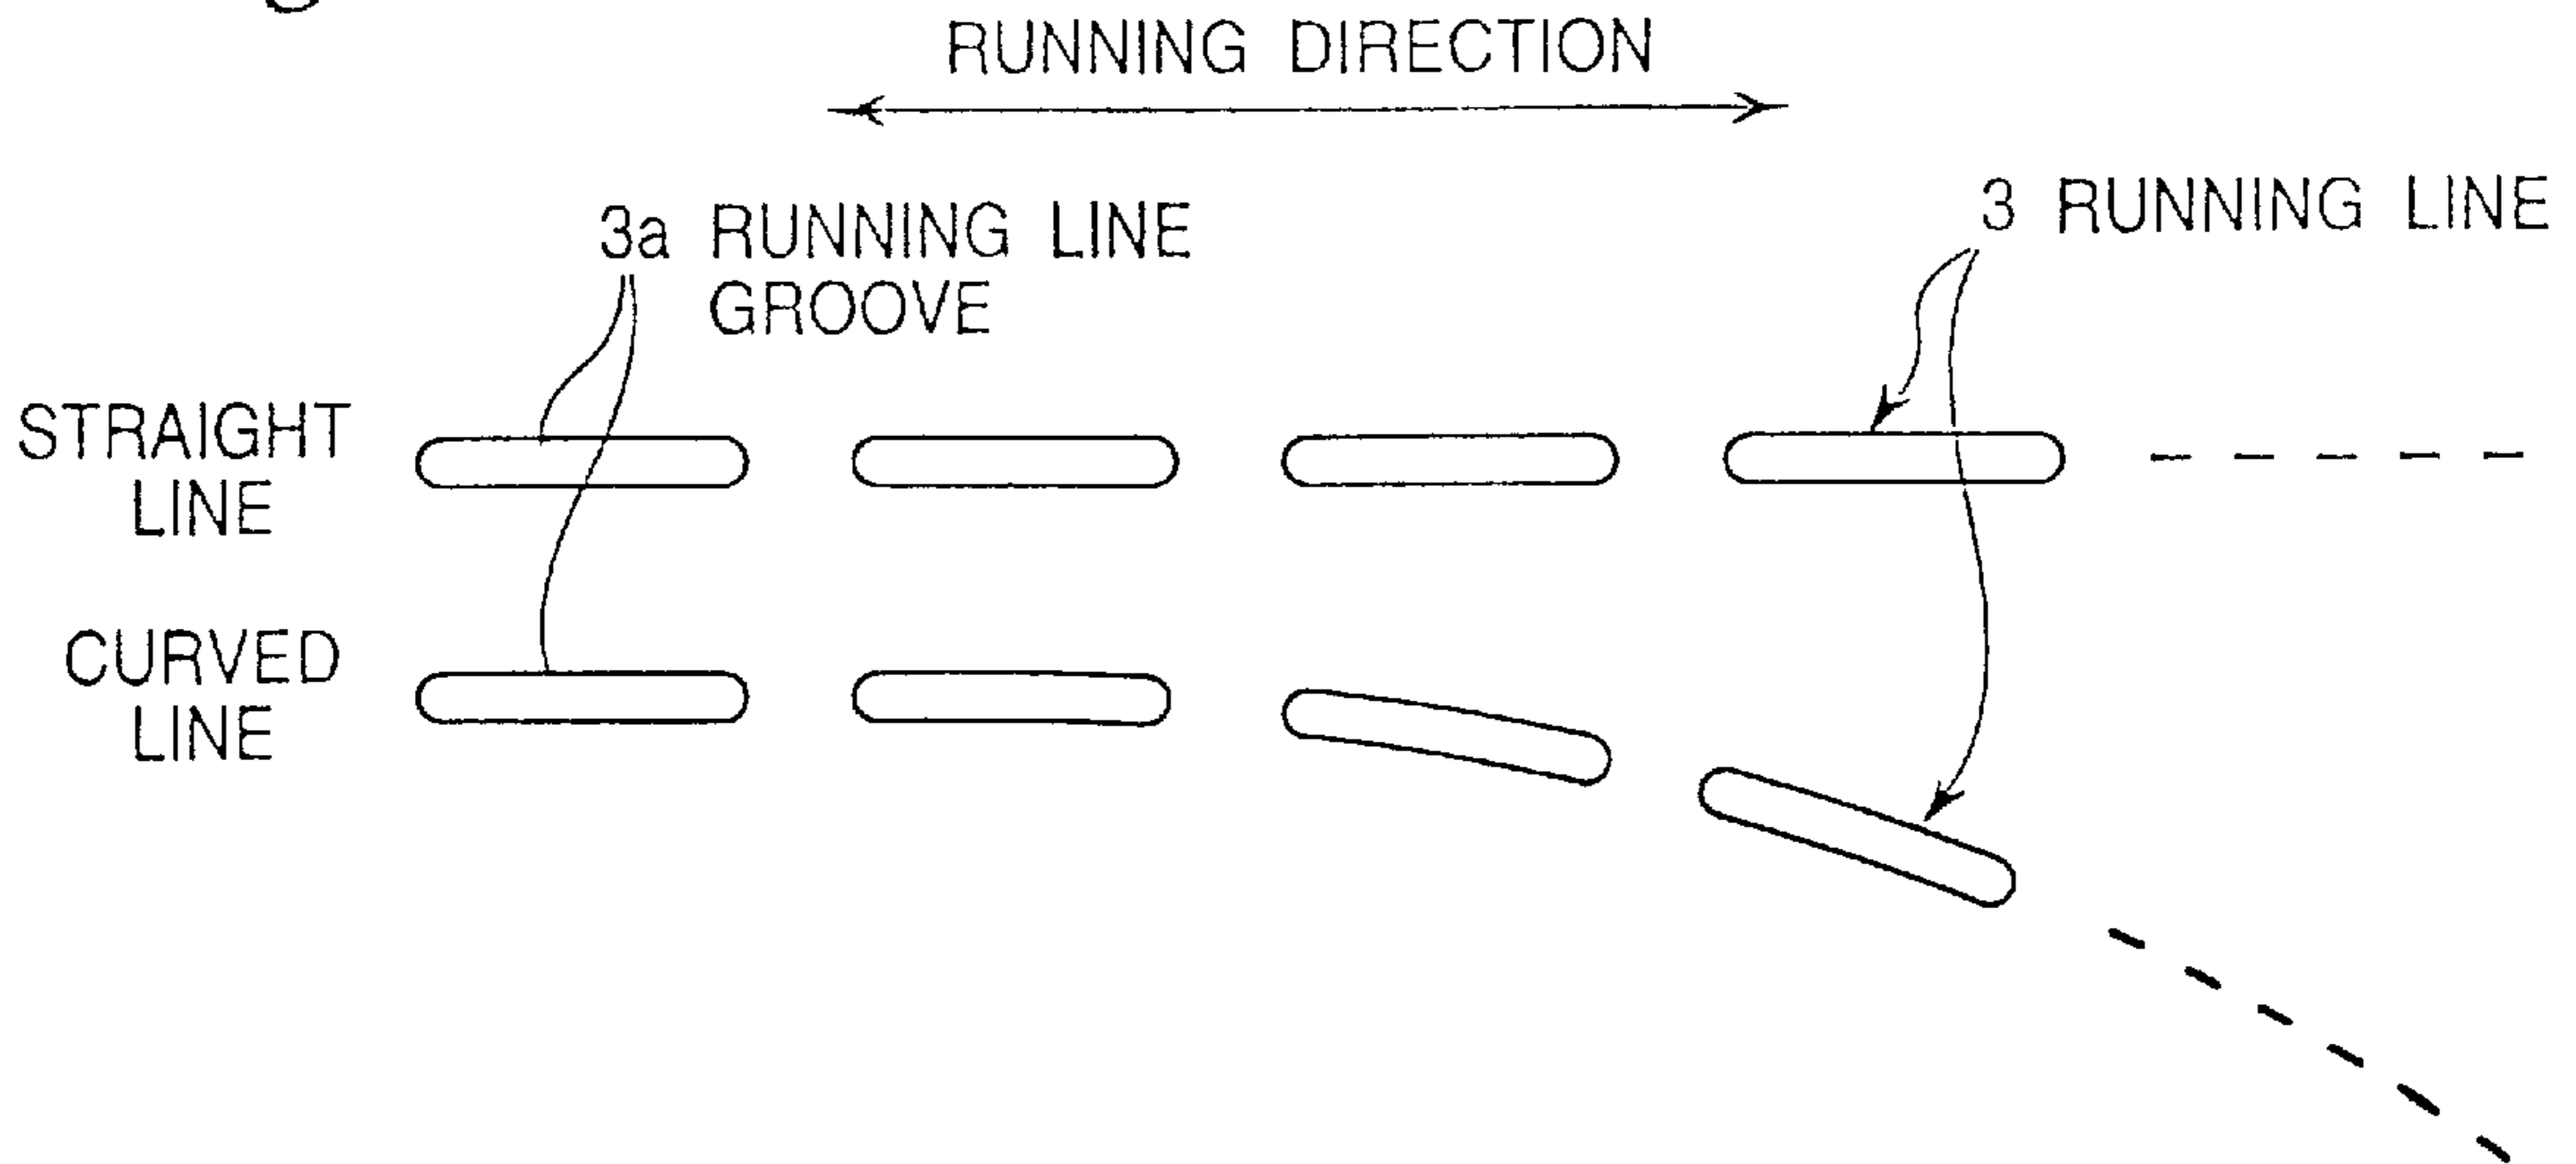 RUNNING DIRECTION
3a RUNNING LINE
GROOVE
3 RUNNING LINE
STRAIGHT
LINE
CURVED
LINE